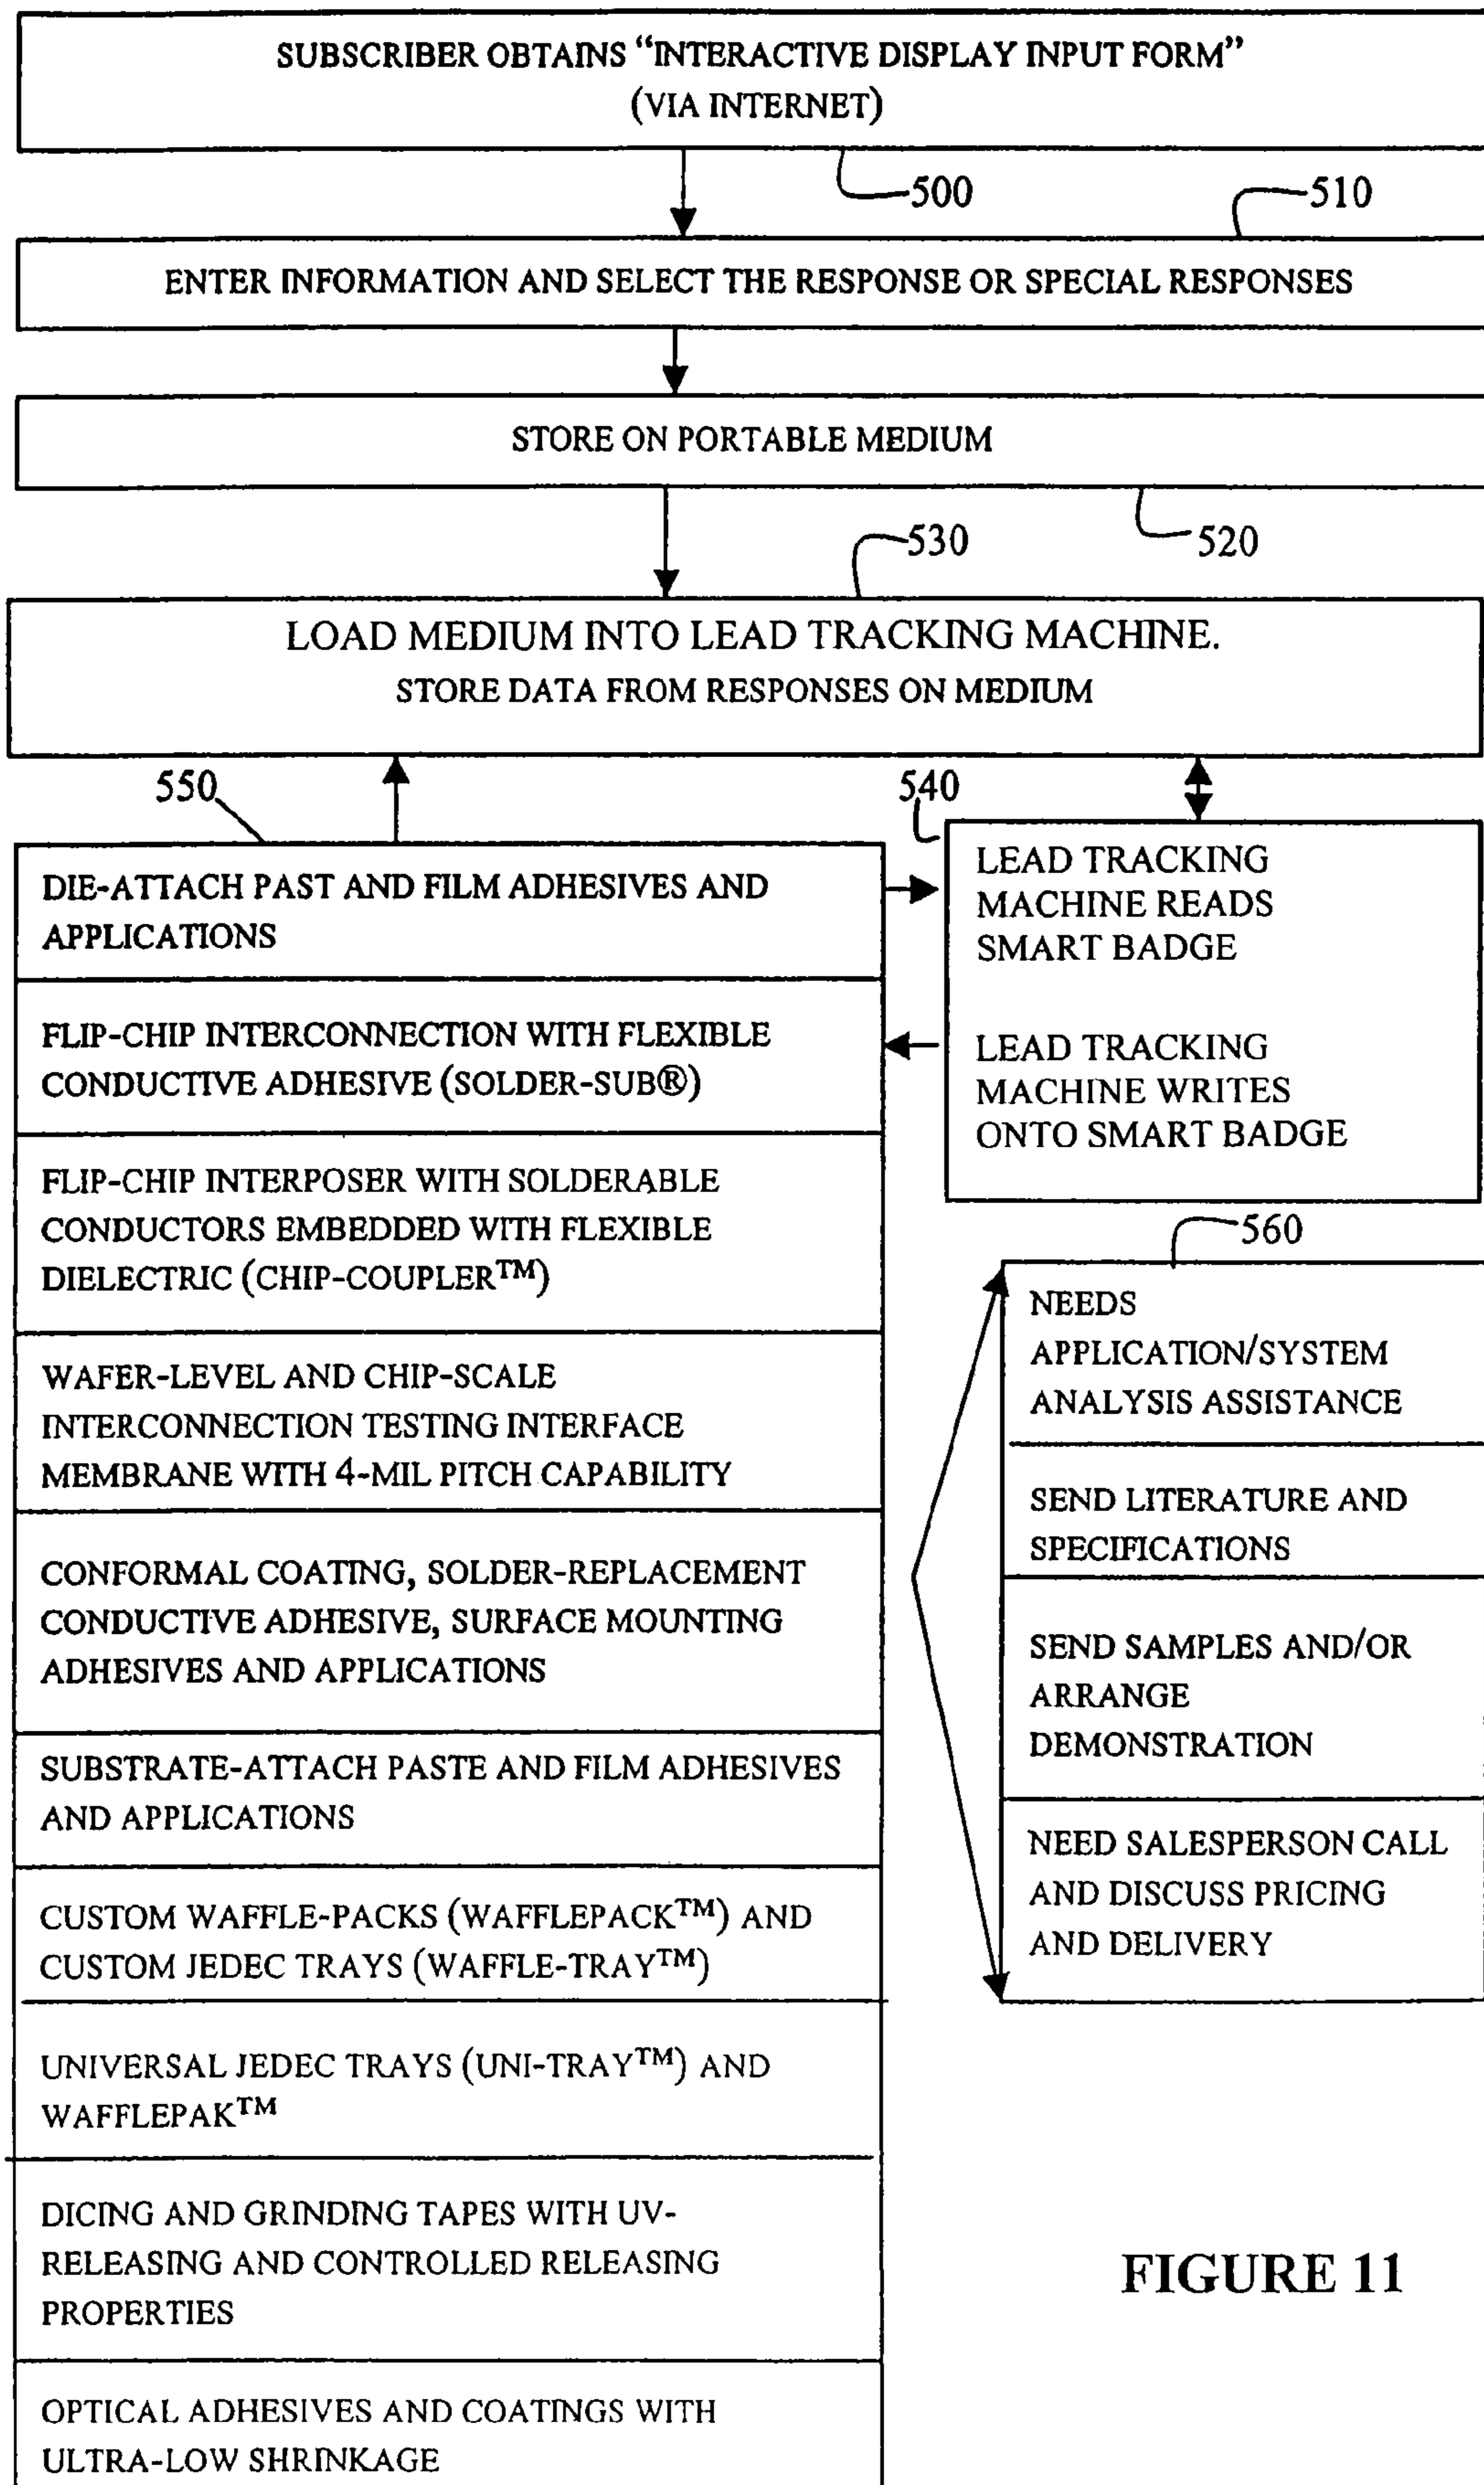 SUBSCRIBER OBTAINS “INTERACTIVE DISPLAY INPUT FORM”
(VIA INTERNET)
500
510
ENTER INFORMATION AND SELECT THE RESPONSE OR SPECIAL RESPONSES
STORE ON PORTABLE MEDIUM
530
520
LOAD MEDIUM INTO LEAD TRACKING MACHINE.
STORE DATA FROM RESPONSES ON MEDIUM
550
540
DIE-ATTACH PAST AND FILM ADHESIVES AND
APPLICATIONS
FLIP-CHIP INTERCONNECTION WITH FLEXIBLE
CONDUCTIVE ADHESIVE (SOLDER-SUB®)
FLIP-CHIP INTERPOSER WITH SOLDERABLE
CONDUCTORS EMBEDDED WITH FLEXIBLE
DIELECTRIC (CHIP-COUPLER™)
WAFER-LEVEL AND CHIP-SCALE
INTERCONNECTION TESTING INTERFACE
MEMBRANE WITH 4-MIL PITCH CAPABILITY
CONFORMAL COATING, SOLDER-REPLACEMENT
CONDUCTIVE ADHESIVE, SURFACE MOUNTING
ADHESIVES AND APPLICATIONS
SUBSTRATE-ATTACH PASTE AND FILM ADHESIVES
AND APPLICATIONS
CUSTOM WAFFLE-PACKS (WAFFLEPACK™) AND
CUSTOM JEDEC TRAYS (WAFFLE-TRAY™)
UNIVERSAL JEDEC TRAYS (UNI-TRAY™) AND
WAFFLEPAK™
DICING AND GRINDING TAPES WITH UV-
RELEASING AND CONTROLLED RELEASING
PROPERTIES
OPTICAL ADHESIVES AND COATINGS WITH
ULTRA-LOW SHRINKAGE
LEAD TRACKING
MACHINE READS
SMART BADGE
LEAD TRACKING
MACHINE WRITES
ONTO SMART BADGE
560
NEEDS
APPLICATION/SYSTEM
ANALYSIS ASSISTANCE
SEND LITERATURE AND
SPECIFICATIONS
SEND SAMPLES AND/OR
ARRANGE
DEMONSTRATION
NEED SALESPERSON CALL
AND DISCUSS PRICING
AND DELIVERY
FIGURE 11